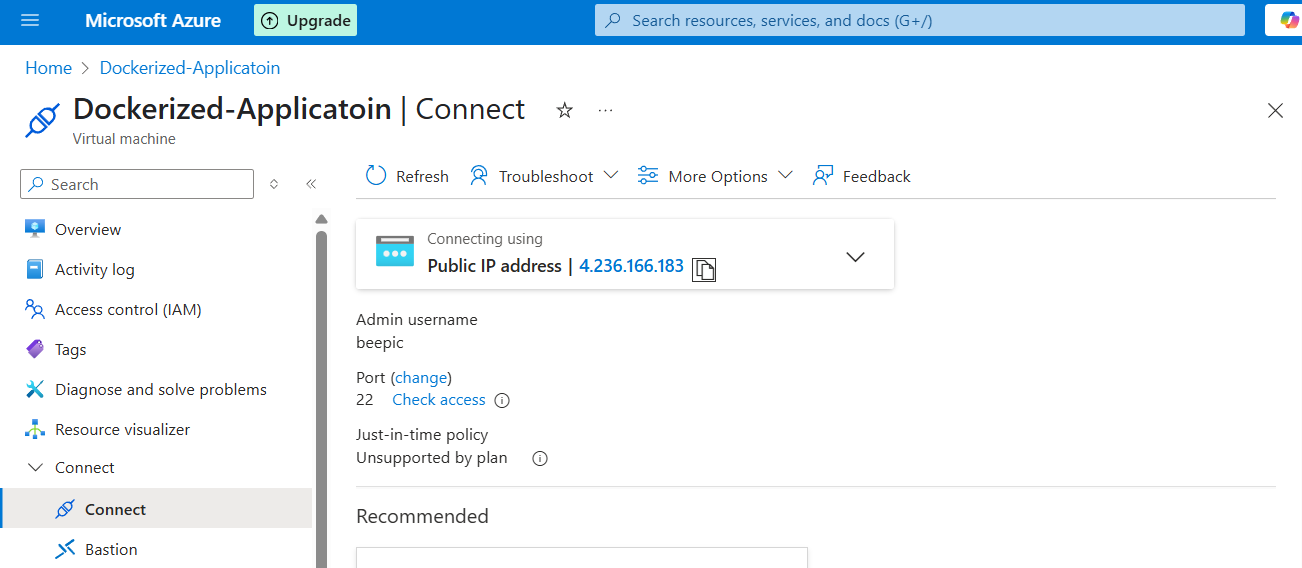 Microsoft Azure
Upgrade
Search resources, services, and docs (G+/)
Home > Dockerized-Applicatoin
Dockerized-Applicatoin | Connect
Virtual machine
Search
Overview
Activity log
Access control (IAM)
Tags
Diagnose and solve problems
Resource visualizer
Connect
Connect
Bastion
Refresh
Troubleshoot
More Options
Feedback
Connecting using
Public IP address | 4.236.166.183
Admin username
beepic
Port (change)
22 Check access
Just-in-time policy
Unsupported by plan
Recommended